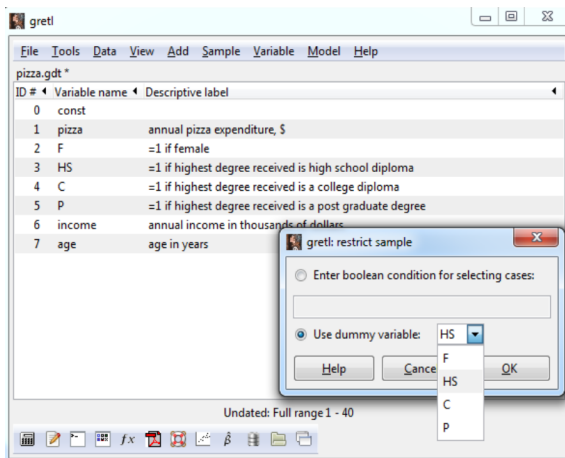 gretl
File Tools Data View Add Sample Variable Model Help
pizza.gdt *
ID # Variable name Descriptive label
0 const
1 pizza annual pizza expenditure, $
2 F =1 if female
3 HS =1 if highest degree received is high school diploma
4 C =1 if highest degree received is a college diploma
5 P =1 if highest degree received is a post graduate degree
6 income annual income in thousands of dollars
7 age age in years
gretl: restrict sample
Enter boolean condition for selecting cases:
Use dummy variable: HS
F
HS
C
P
Help Cance OK
Undated: Full range 1 - 40
fx β̂